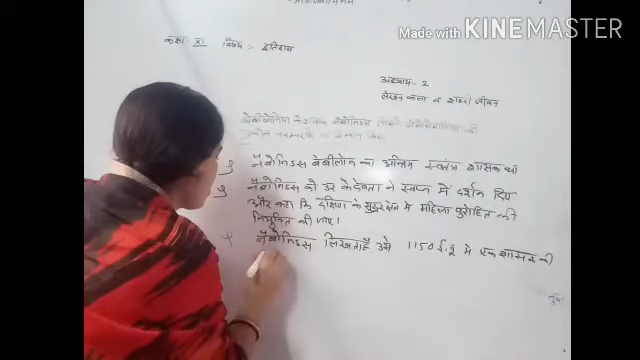 Made with KINEMASTER
कक्षा :- XI विषय :- इतिहास
अध्याय :- 2
लेखन कला व शहरी जीवन
नैबोनिडस बेबीलोन का अन्तिम स्वतंत्र शासक था
नैबोनिडस को उर के देवता ने स्वप्न में दर्शन दिए
और कहा कि दक्षिण के सुदूर क्षेत्र में महिला पुरोहित की
नियुक्ति की जाए।
नैबोनिडस लिखता है उसे 1150 ई.पू में एक शासक की